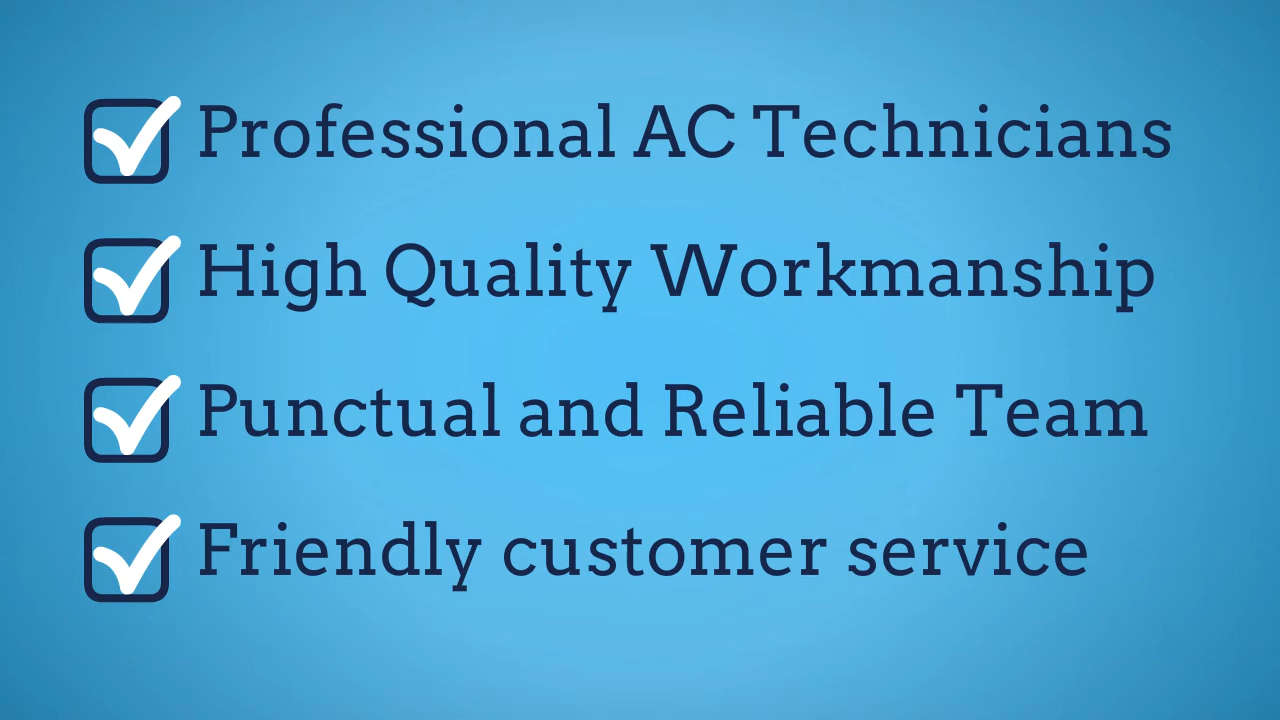 Professional AC Technicians
High Quality Workmanship
Punctual and Reliable Team
Friendly customer service